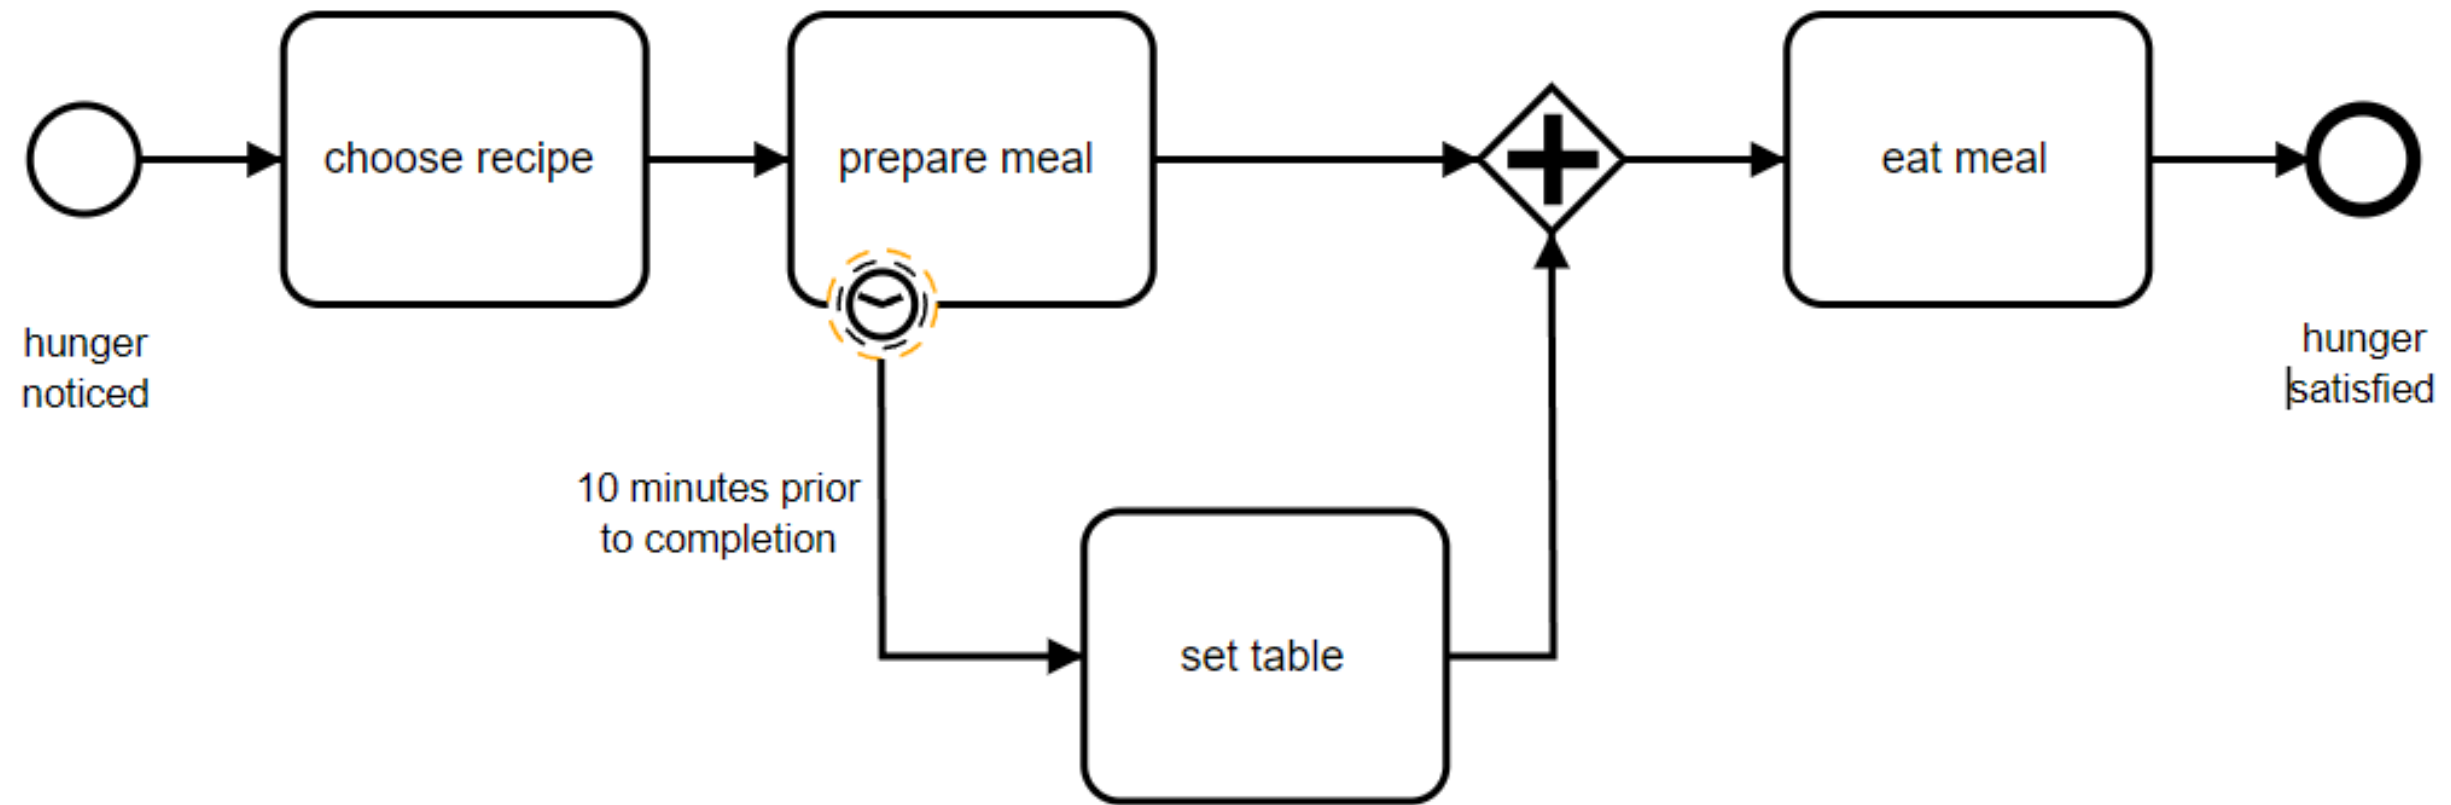 choose recipe
prepare meal
eat meal
hunger
noticed
hunger
satisfied
10 minutes prior
to completion
set table